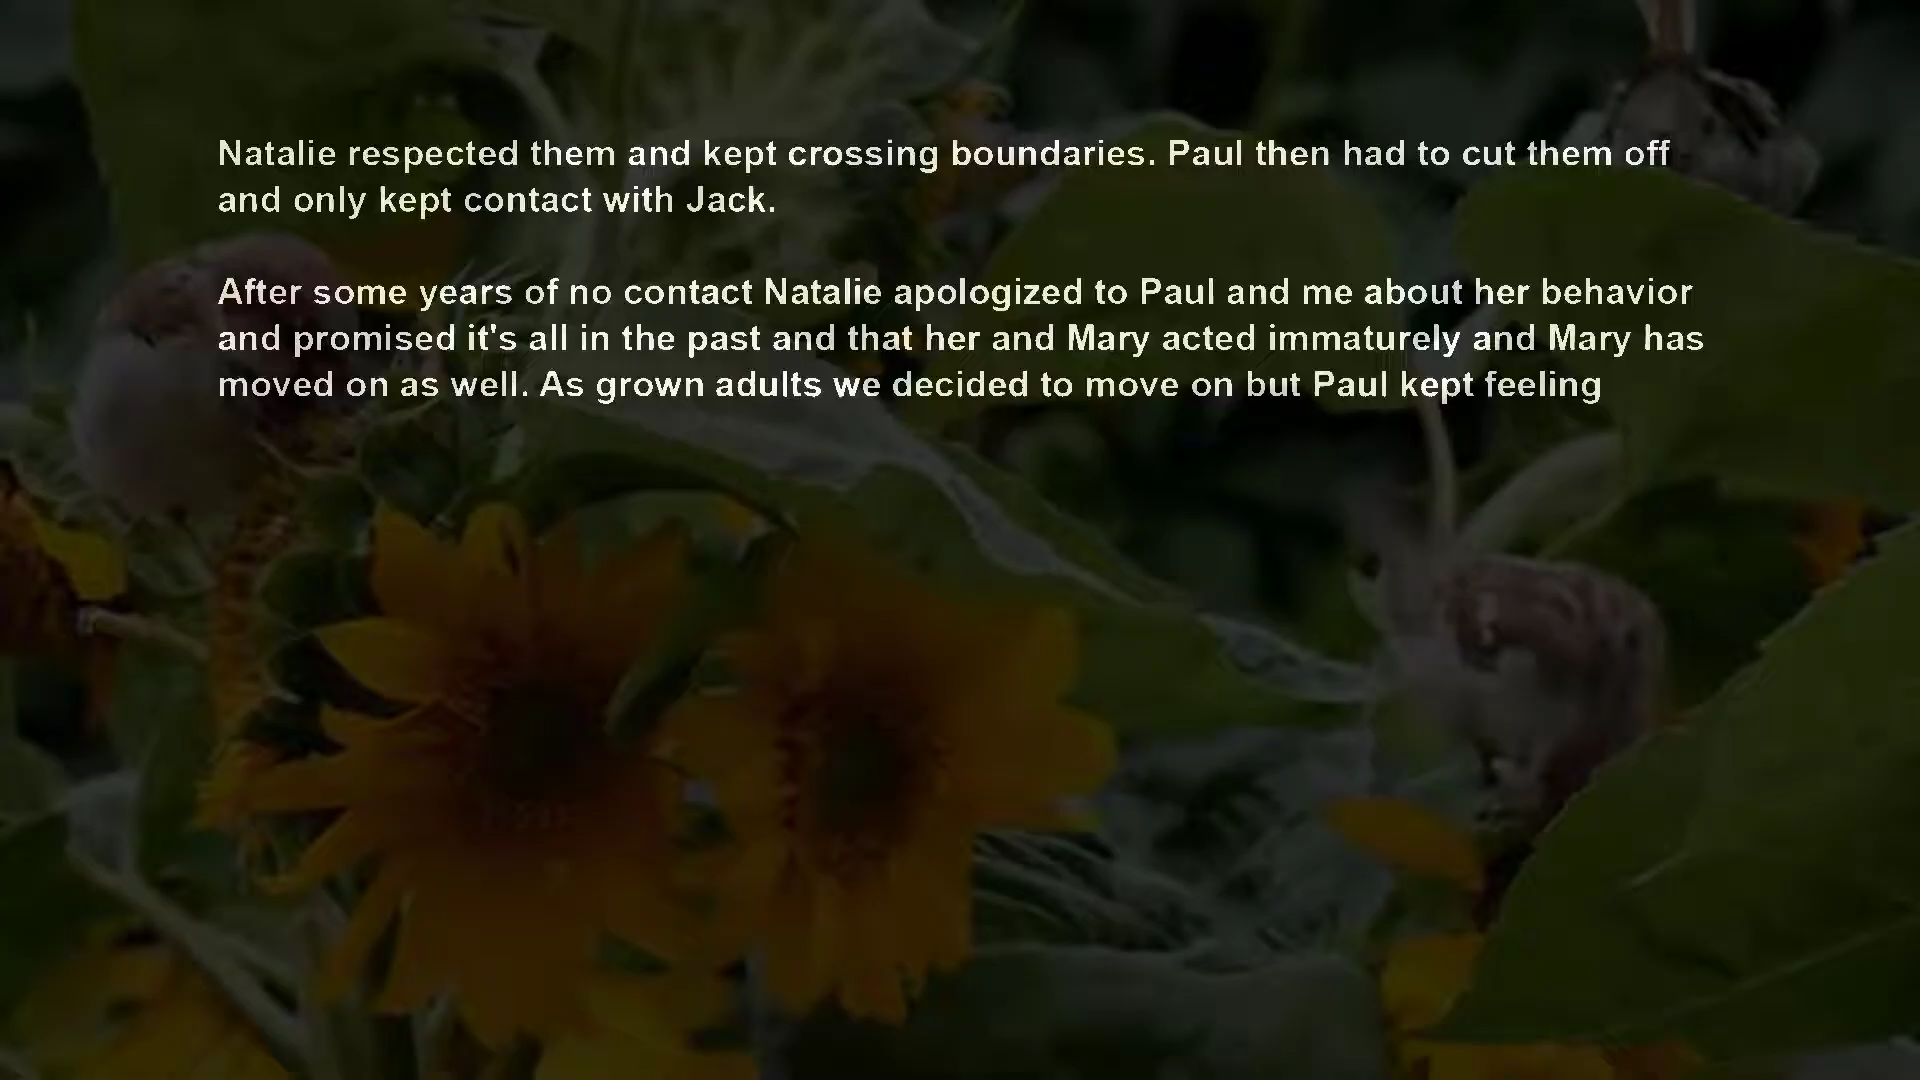 Natalie respected them and kept crossing boundaries. Paul then had to cut them off
and only kept contact with Jack.
After some years of no contact Natalie apologized to Paul and me about her behavior
and promised it's all in the past and that her and Mary acted immaturely and Mary has
moved on as well. As grown adults we decided to move on but Paul kept feeling